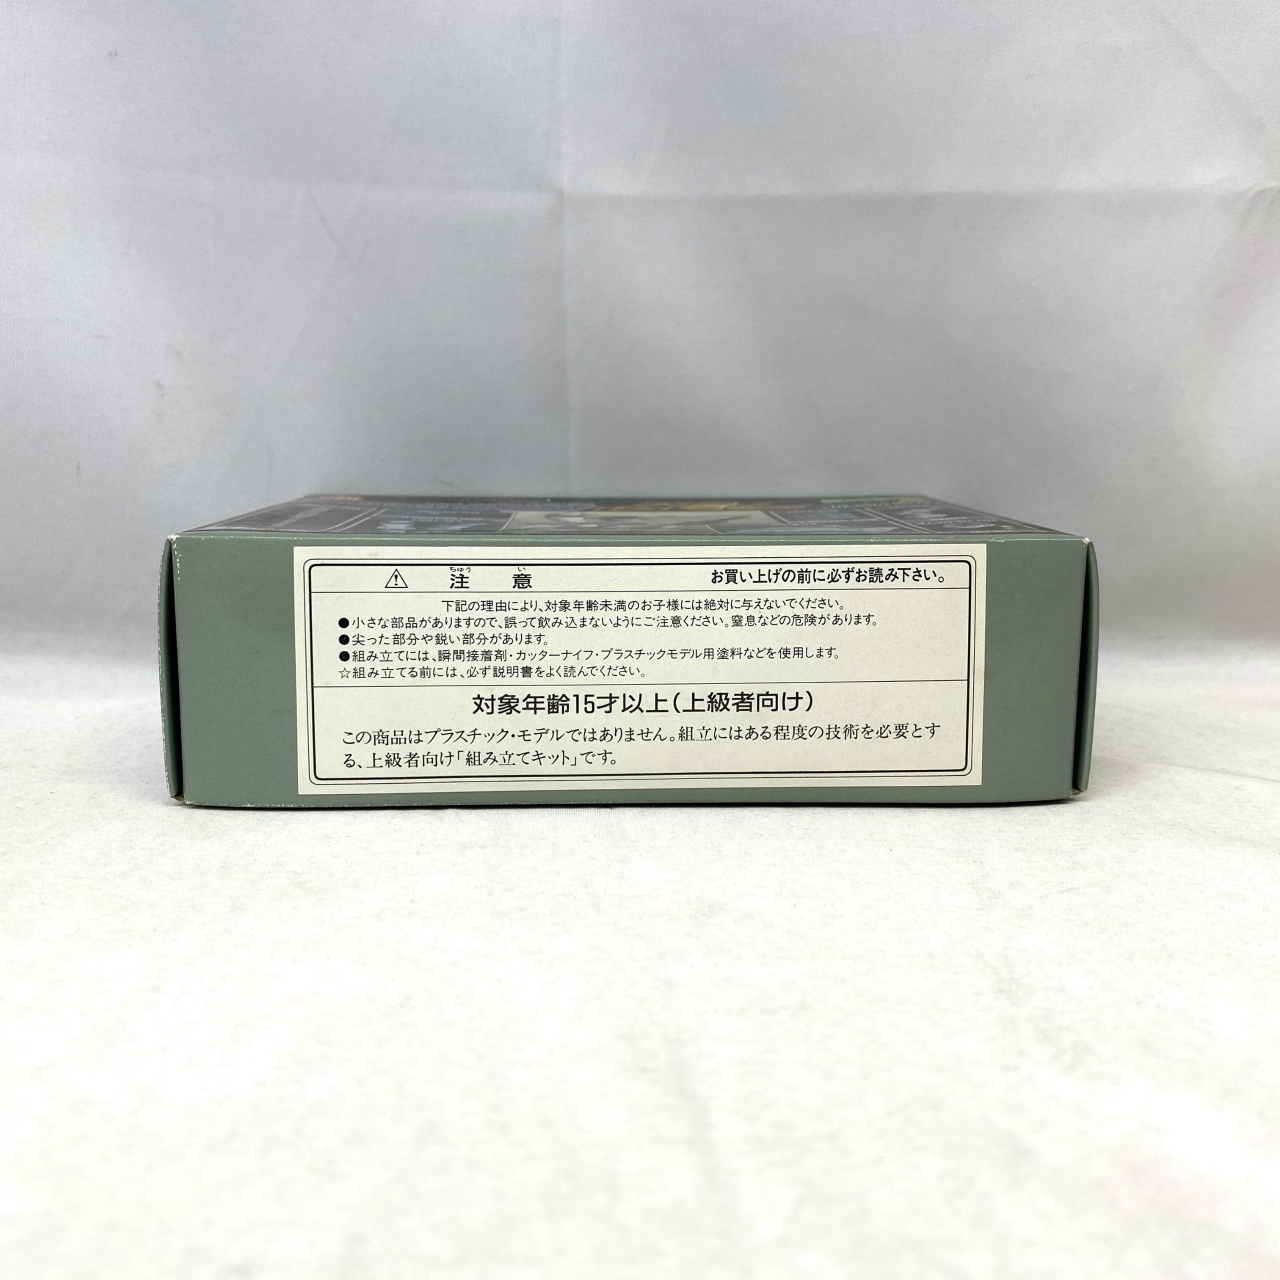 ⚠ 注意 お買い上げの前に必ずお読み下さい。
ちゅう い
下記の理由により、対象年齢未満のお子様には絶対に与えないでください。
●小さな部品がありますので、誤って飲み込まないようにご注意ください。窒息などの危険があります。
●尖った部分や鋭い部分があります。
●組み立てには、瞬間接着剤・カッターナイフ・プラスチックモデル用塗料などを使用します。
☆組み立てる前には、必ず説明書をよく読んでください。
対象年齢15才以上(上級者向け)
この商品はプラスチック・モデルではありません。組立にはある程度の技術を必要とす
る、上級者向け「組み立てキット」です。